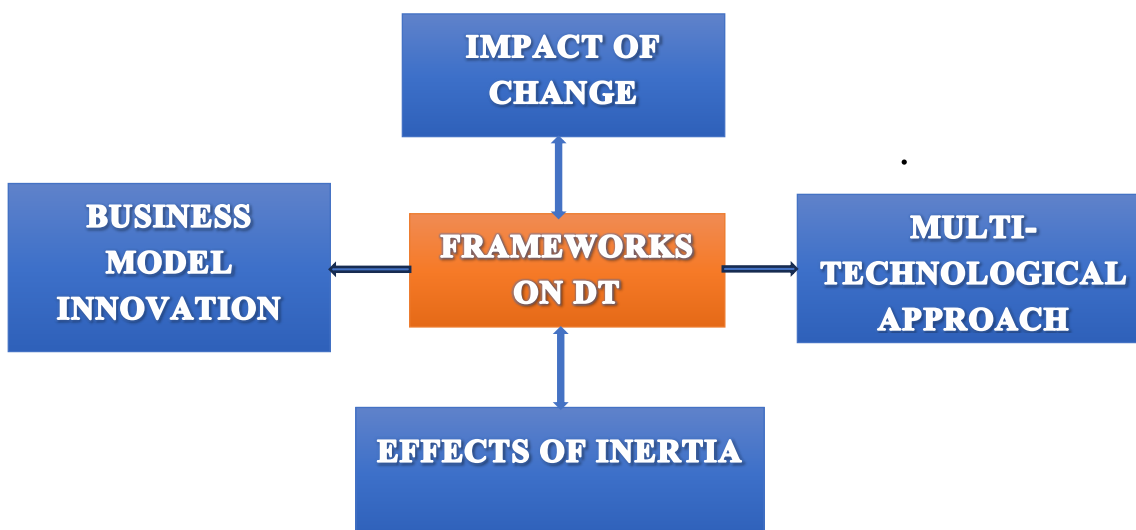 IMPACT OF
CHANGE
BUSINESS
MODEL
INNOVATION
FRAMEWORKS
ON DT
MULTI-
TECHNOLOGICAL
APPROACH
EFFECTS OF INERTIA